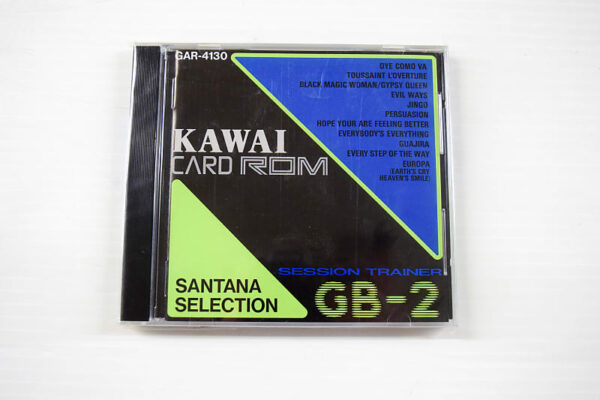 GAR-4130
OYE COMO VA
TOUSSAINT L'OVERTURE
BLACK MAGIC WOMAN/GYPSY QUEEN
EVIL WAYS
JINGO
PERSUASION
HOPE YOUR ARE FEELING BETTER
EVERYBODY'S EVERYTHING
GUAJIRA
EVERY STEP OF THE WAY
EUROPA
(EARTH'S CRY
HEAVEN'S SMILE)
KAWAI
CARD ROM
SESSION TRAINER
GB-2
SANTANA
SELECTION